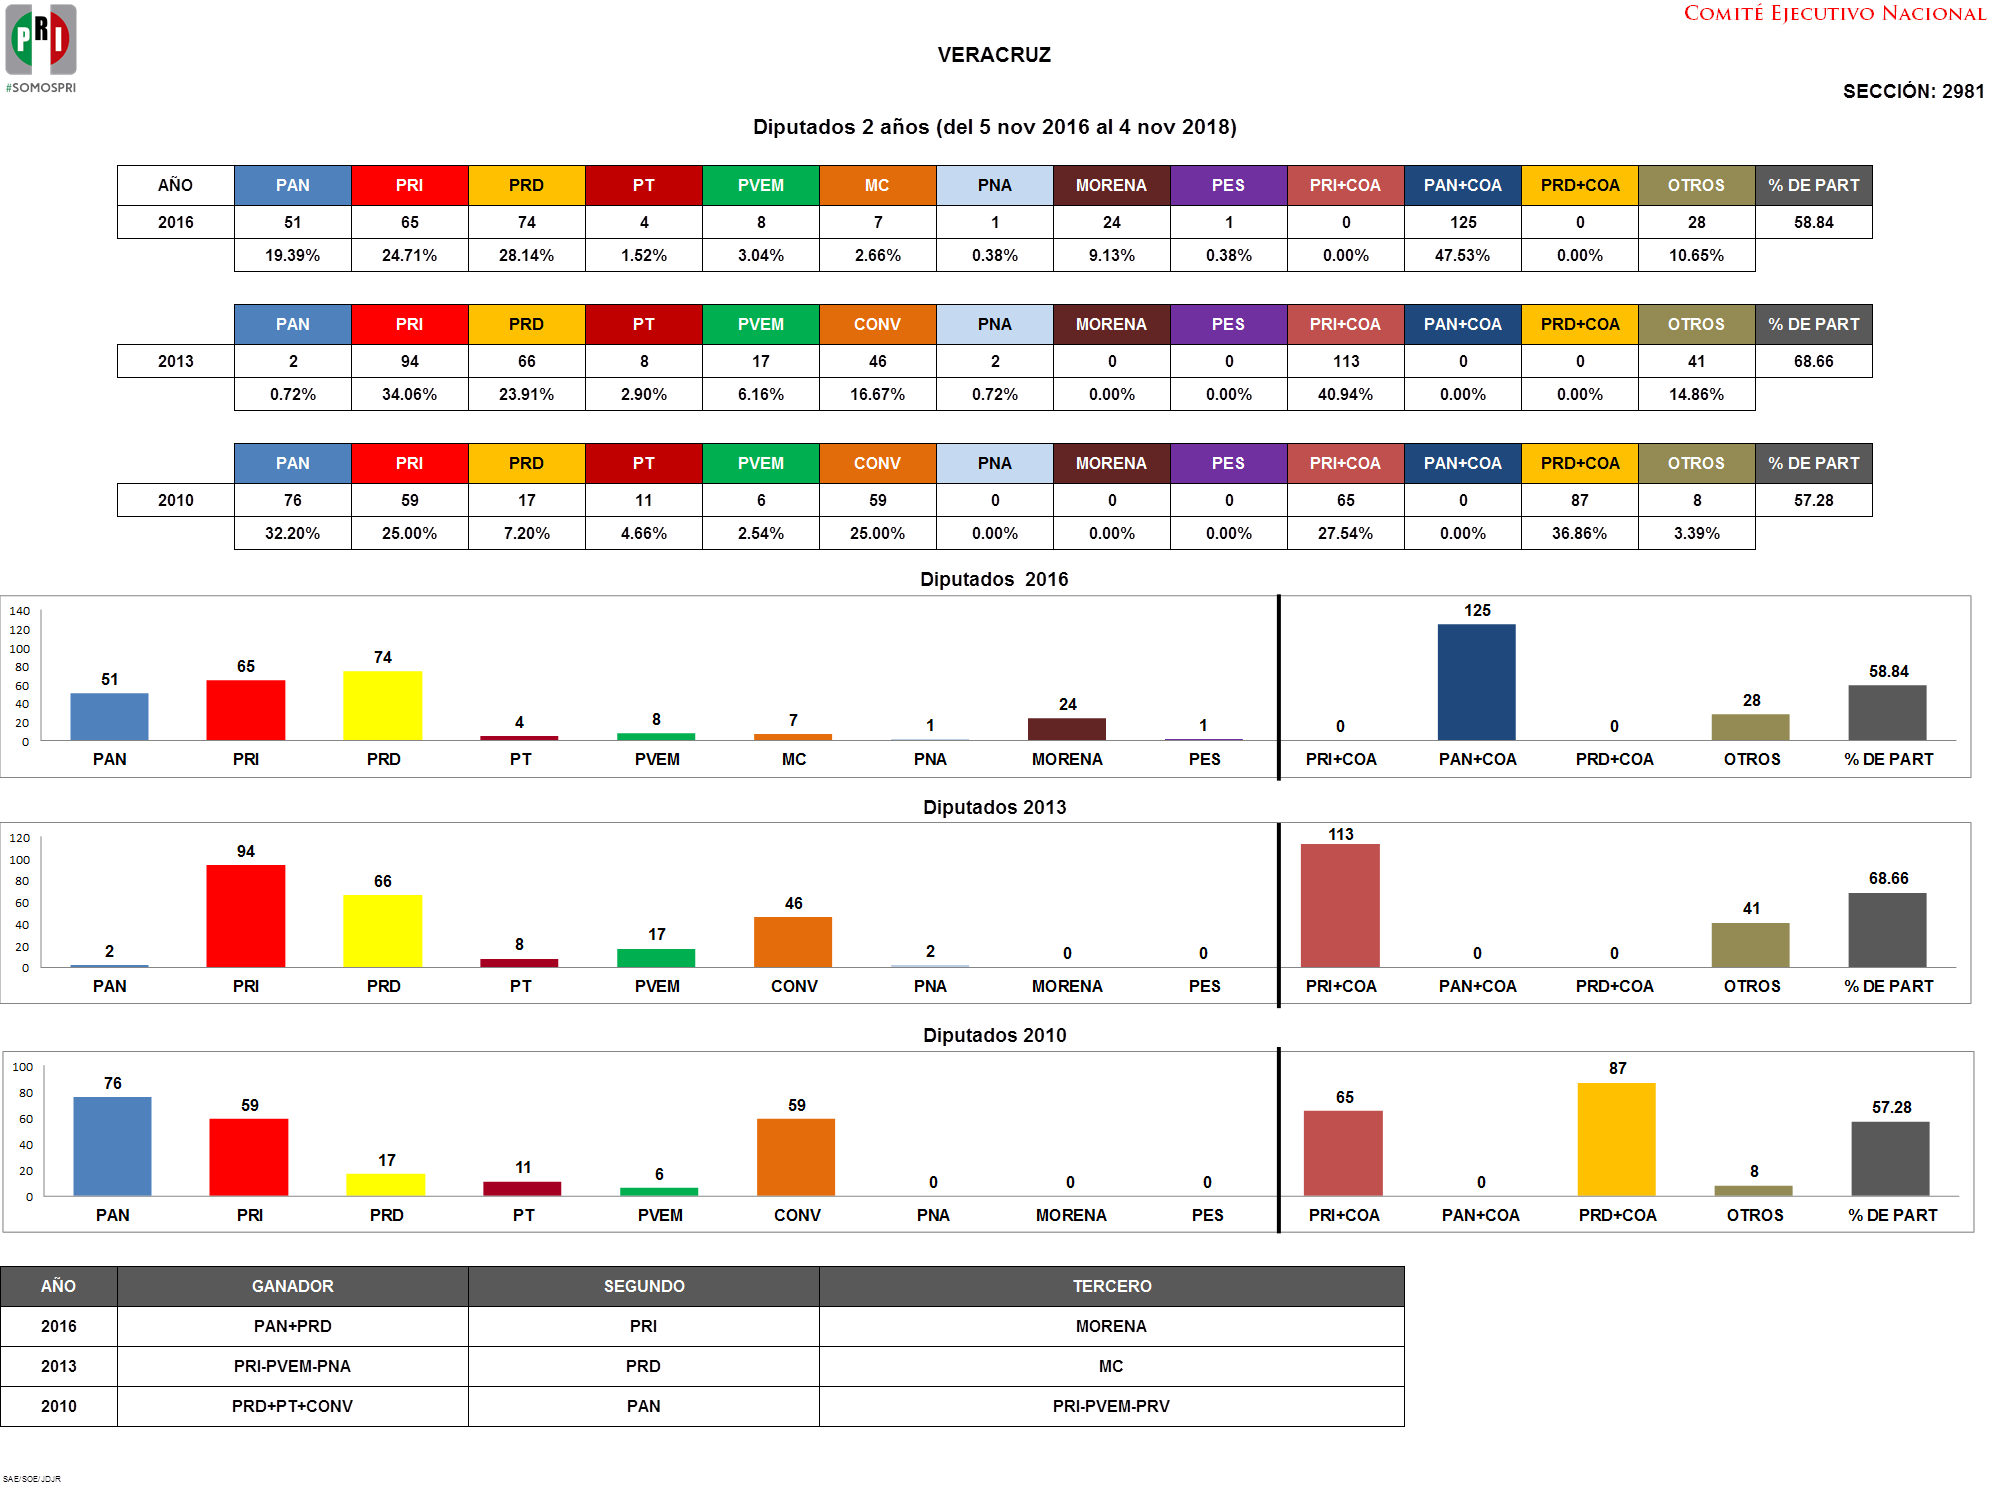 PRI
#SOMOSPRI
COMITÉ EJECUTIVO NACIONAL
VERACRUZ
SECCIÓN: 2981
Diputados 2 años (del 5 nov 2016 al 4 nov 2018)
AÑO PAN PRI PRD PT PVEM MC PNA MORENA PES PRI+COA PAN+COA PRD+COA OTROS % DE PART
2016 51 65 74 4 8 7 1 24 1 0 125 0 28 58.84
19.39% 24.71% 28.14% 1.52% 3.04% 2.66% 0.38% 9.13% 0.38% 0.00% 47.53% 0.00% 10.65%
PAN PRI PRD PT PVEM CONV PNA MORENA PES PRI+COA PAN+COA PRD+COA OTROS % DE PART
2013 2 94 66 8 17 46 2 0 0 113 0 0 41 68.66
0.72% 34.06% 23.91% 2.90% 6.16% 16.67% 0.72% 0.00% 0.00% 40.94% 0.00% 0.00% 14.86%
PAN PRI PRD PT PVEM CONV PNA MORENA PES PRI+COA PAN+COA PRD+COA OTROS % DE PART
2010 76 59 17 11 6 59 0 0 0 65 0 87 8 57.28
32.20% 25.00% 7.20% 4.66% 2.54% 25.00% 0.00% 0.00% 0.00% 27.54% 0.00% 36.86% 3.39%
Diputados  2016
140
120
100
80
60
40
20
0
51 65 74 4 8 7 1 24 1 0 125 0 28 58.84
PAN PRI PRD PT PVEM MC PNA MORENA PES PRI+COA PAN+COA PRD+COA OTROS % DE PART
Diputados 2013
120
100
80
60
40
20
0
2 94 66 8 17 46 2 0 0 113 0 0 41 68.66
PAN PRI PRD PT PVEM CONV PNA MORENA PES PRI+COA PAN+COA PRD+COA OTROS % DE PART
Diputados 2010
100
80
60
40
20
0
76 59 17 11 6 59 0 0 0 65 0 87 8 57.28
PAN PRI PRD PT PVEM CONV PNA MORENA PES PRI+COA PAN+COA PRD+COA OTROS % DE PART
AÑO GANADOR SEGUNDO TERCERO
2016 PAN+PRD PRI MORENA
2013 PRI-PVEM-PNA PRD MC
2010 PRD+PT+CONV PAN PRI-PVEM-PRV
SAE/SOE/JDJR